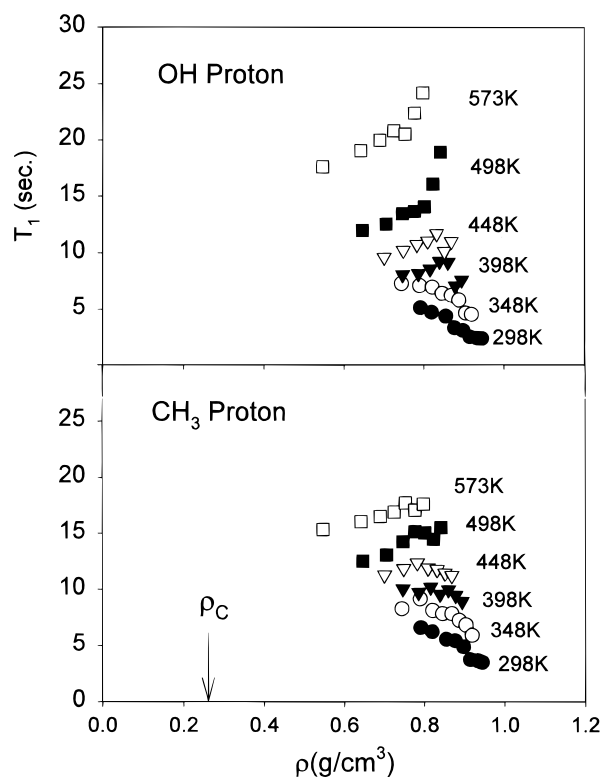 30
OH Proton
25
573K
20
498K
T₁ (sec.)
15
448K
10
398K
5
348K
298K
CH₃ Proton
25
20
573K
498K
15
448K
10
398K
ρC
5
348K
298K
0
0.0 0.2 0.4 0.6 0.8 1.0 1.2
ρ(g/cm³)